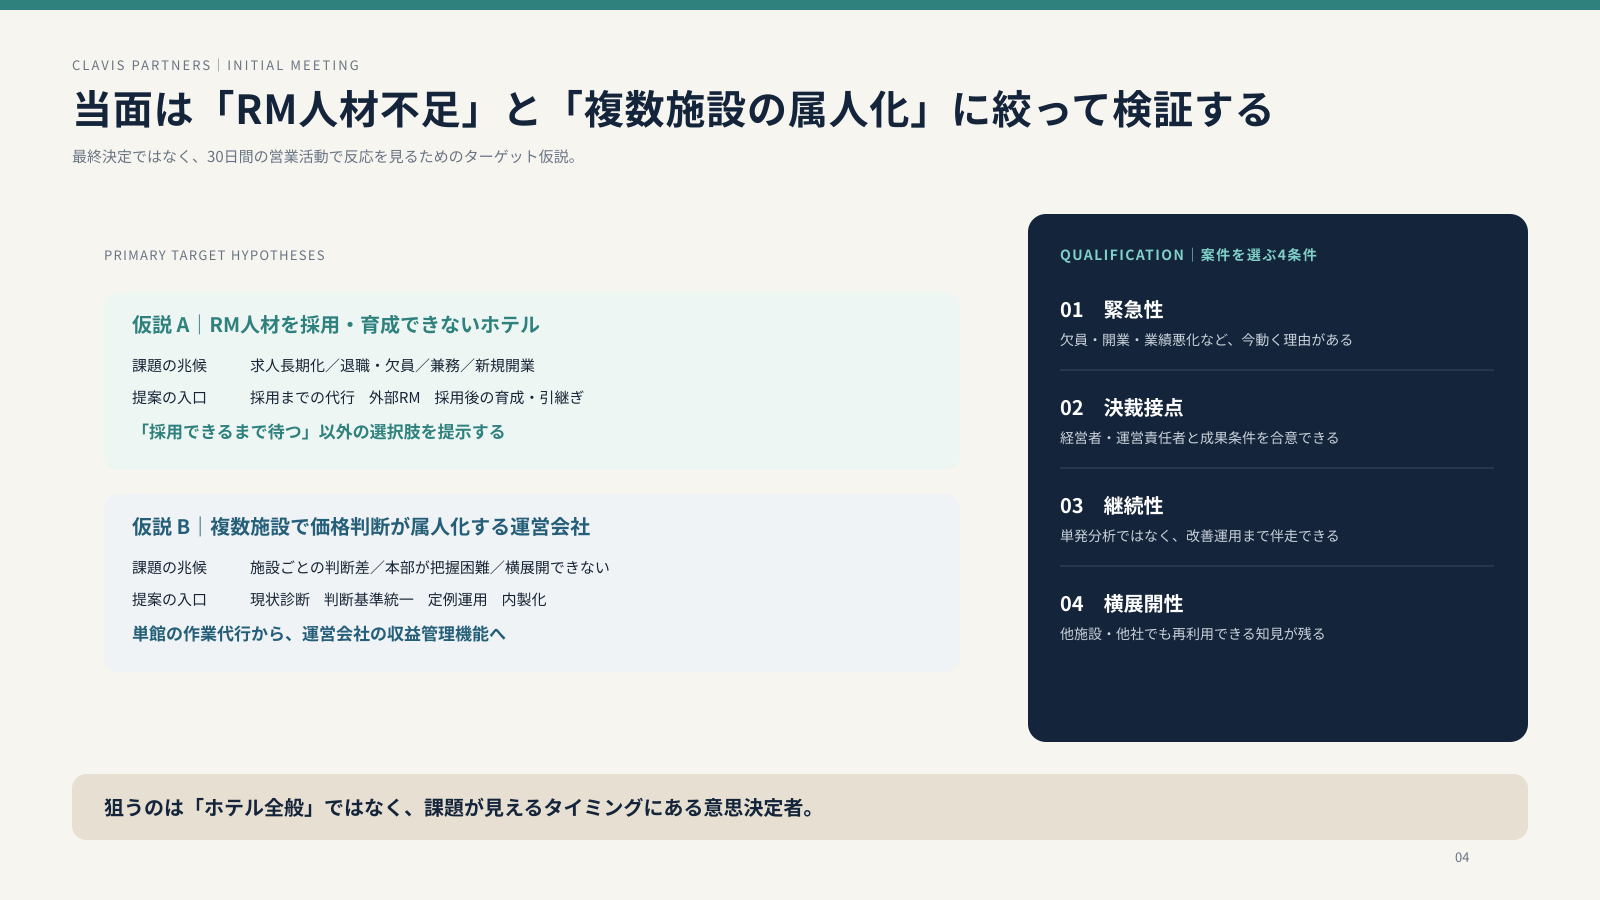 CLAVIS PARTNERS｜INITIAL MEETING
当面は「RM人材不足」と「複数施設の属人化」に絞って検証する
最終決定ではなく、30日間の営業活動で反応を見るためのターゲット仮説。
PRIMARY TARGET HYPOTHESES
仮説 A｜RM人材を採用・育成できないホテル
課題の兆候　求人長期化／退職・欠員／兼務／新規開業
提案の入口　採用までの代行　外部RM　採用後の育成・引継ぎ
「採用できるまで待つ」以外の選択肢を提示する
仮説 B｜複数施設で価格判断が属人化する運営会社
課題の兆候　施設ごとの判断差／本部が把握困難／横展開できない
提案の入口　現状診断　判断基準統一　定例運用　内製化
単館の作業代行から、運営会社の収益管理機能へ
QUALIFICATION｜案件を選ぶ4条件
01　緊急性
欠員・開業・業績悪化など、今動く理由がある
02　決裁接点
経営者・運営責任者と成果条件を合意できる
03　継続性
単発分析ではなく、改善運用まで伴走できる
04　横展開性
他施設・他社でも再利用できる知見が残る
狙うのは「ホテル全般」ではなく、課題が見えるタイミングにある意思決定者。
04